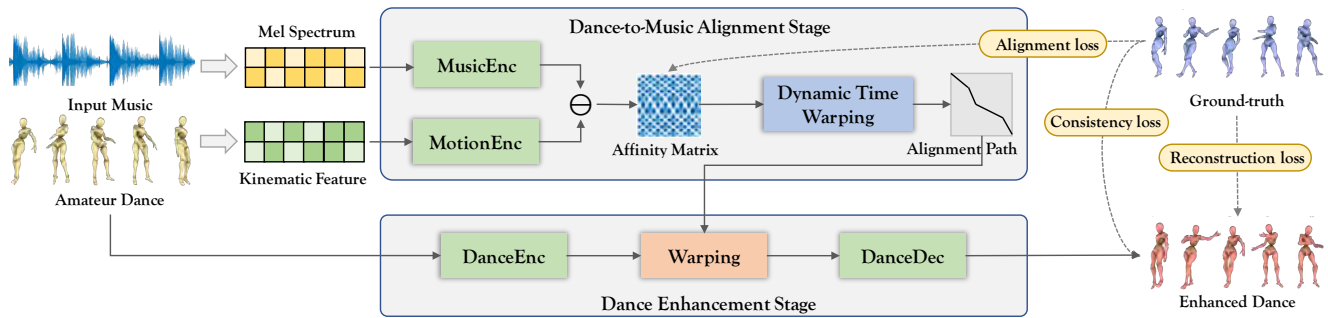 Mel Spectrum
Input Music
Kinematic Feature
Amateur Dance
Dance-to-Music Alignment Stage
MusicEnc
MotionEnc
Affinity Matrix
Dynamic Time
Warping
Alignment Path
Alignment loss
Ground-truth
Consistency loss
Reconstruction loss
DanceEnc
Warping
DanceDec
Dance Enhancement Stage
Enhanced Dance